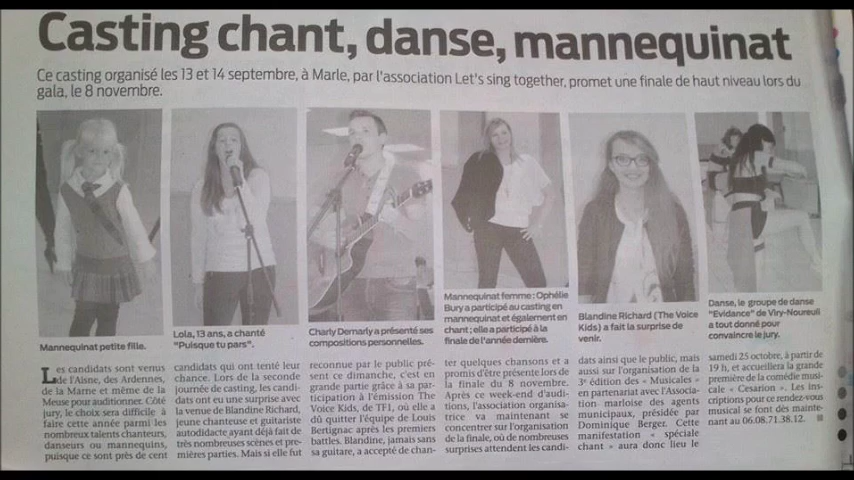 Casting chant, danse, mannequinat
Ce casting organisé les 13 et 14 septembre, à Marle, par l'association Let's sing together, promet une finale de haut niveau lors du
gala, le 8 novembre.
Mannequinat petite fille.
Lola, 13 ans, a chanté
"Puisque tu pars".
Charly Demarly a présenté ses
compositions personnelles.
Mannequinat femme : Ophélie
Bury a participé au casting en
mannequinat et également en
chant ; elle a participé à la
finale de l'année dernière.
Blandine Richard (The Voice
Kids) a fait la surprise de
venir.
Danse, le groupe de danse
"Evidance" de Viry-Noureuil
a tout donné pour
convaincre le jury.
Les candidats sont venus
de l'Aisne, des Ardennes,
de la Marne et même de la
Meuse pour auditionner. Côté
jury, le choix sera difficile à
faire cette année parmi les
nombreux talents chanteurs,
danseurs ou mannequins,
puisque ce sont près de cent
candidats qui ont tenté leur
chance. Lors de la seconde
journée de casting, les candi-
dats ont eu une surprise avec
la venue de Blandine Richard,
jeune chanteuse et guitariste
autodidacte ayant déjà fait de
très nombreuses scènes et pre-
mières parties. Mais si elle fut
reconnue par le public pré-
sent ce dimanche, c'est en
grande partie grâce à sa par-
ticipation à l'émission The
Voice Kids, de TF1, où elle a
dû quitter l'équipe de Louis
Bertignac après les premiers
battles. Blandine, jamais sans
sa guitare, a accepté de chan-
ter quelques chansons et a
promis d'être présente lors de
la finale du 8 novembre.
Après ce week-end d'audi-
tions, l'association organisa-
trice va maintenant se
concentrer sur l'organisation
de la finale, où de nombreuses
surprises attendent les candi-
dats ainsi que le public, mais
aussi sur l'organisation de la
3e édition des « Musicales »
en partenariat avec l'Associa-
tion marloise des agents
municipaux, présidée par
Dominique Berger. Cette
manifestation « spéciale
chant » aura donc lieu le
samedi 25 octobre, à partir de
19 h, et accueillera la grande
première de la comédie musi-
cale « Cesarion ». Les ins-
criptions pour ce rendez-vous
musical se font dès mainte-
nant au 06.08.71.38.12.